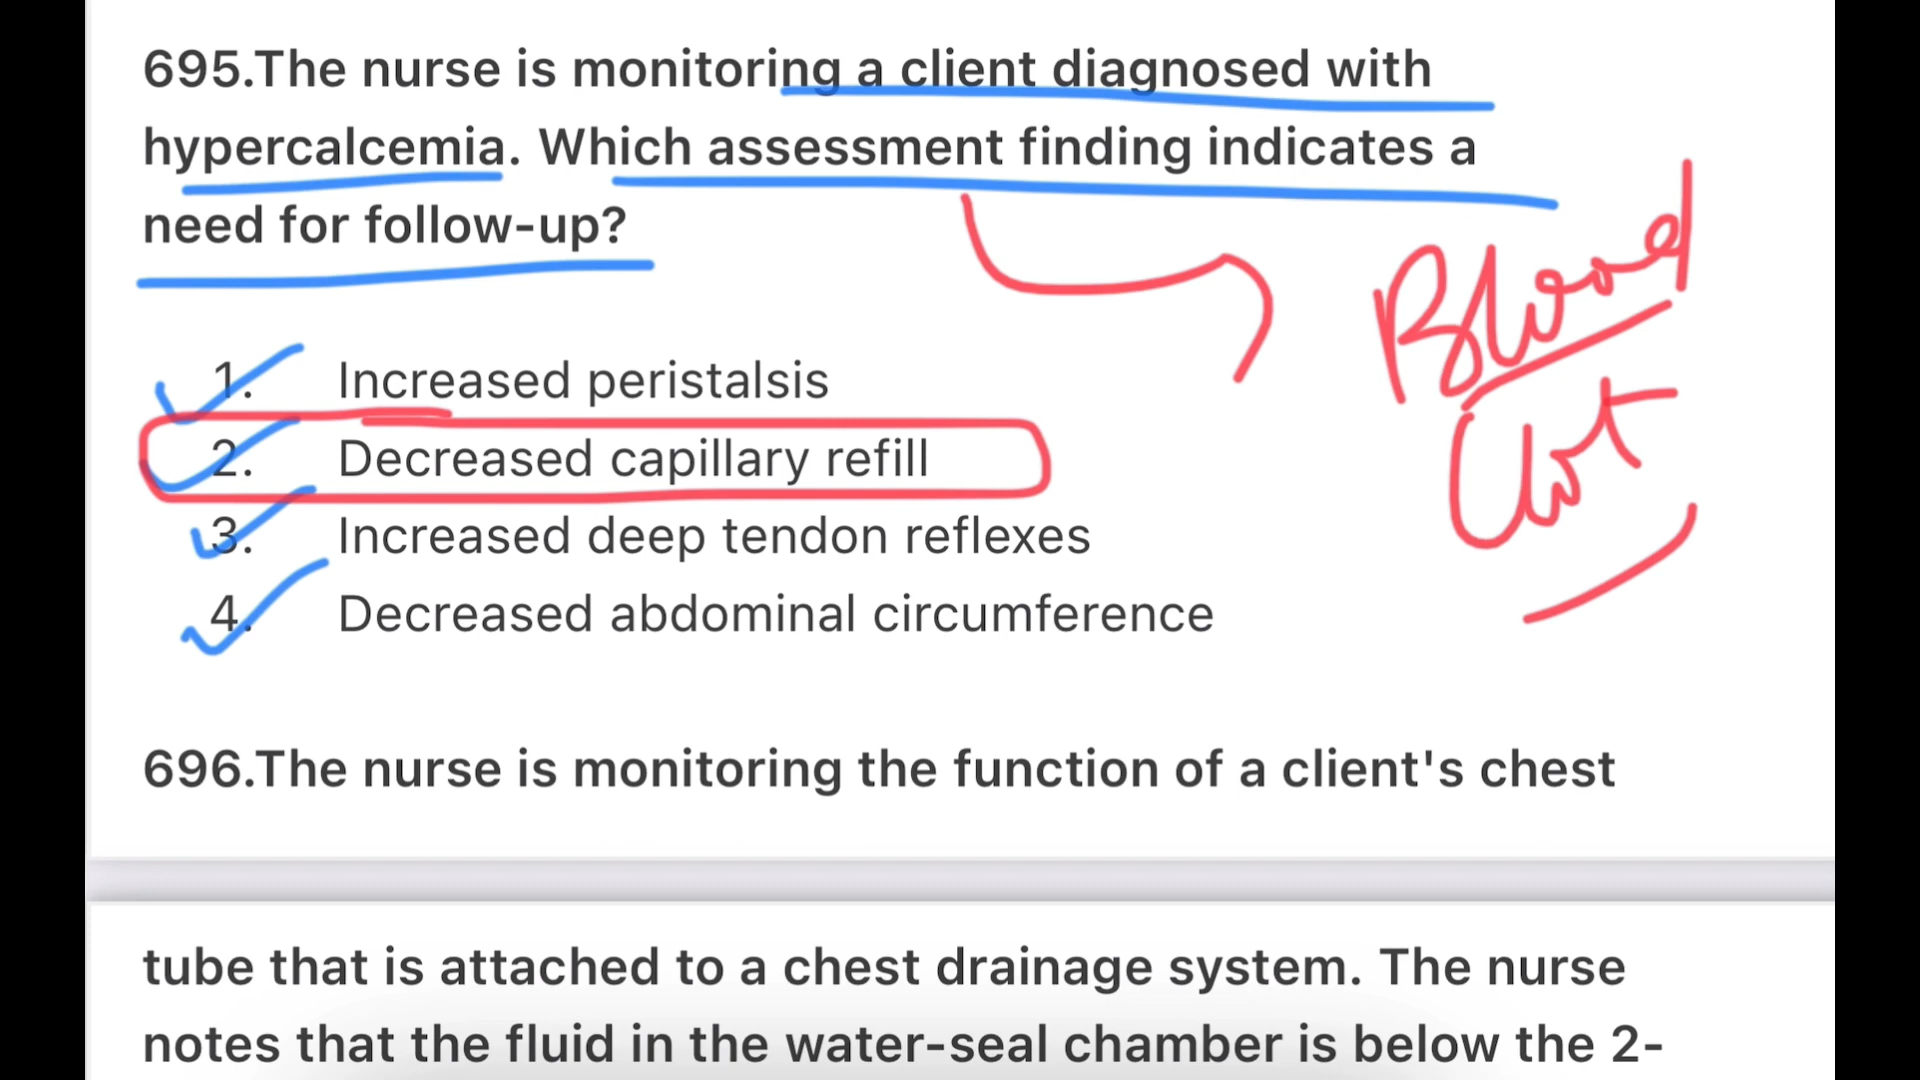 695.The nurse is monitoring a client diagnosed with
hypercalcemia. Which assessment finding indicates a
need for follow-up?
Blood
Clot
1. Increased peristalsis
2. Decreased capillary refill
3. Increased deep tendon reflexes
4. Decreased abdominal circumference
696.The nurse is monitoring the function of a client's chest
tube that is attached to a chest drainage system. The nurse
notes that the fluid in the water-seal chamber is below the 2-